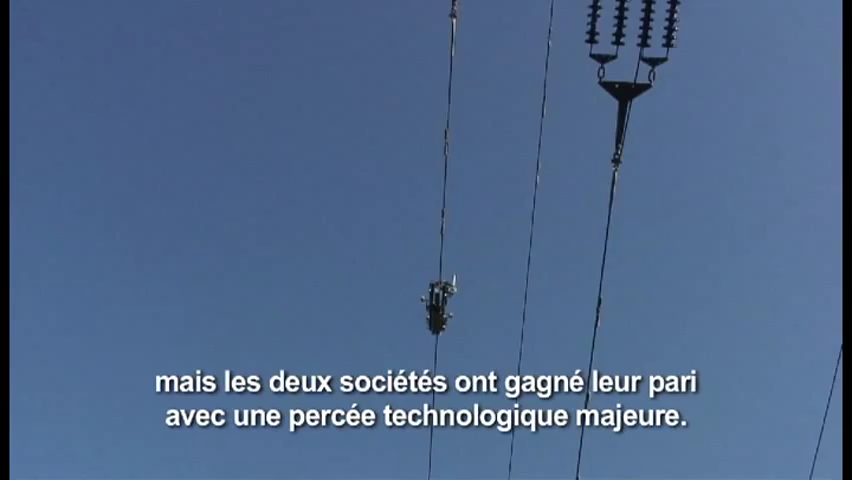 mais les deux sociétés ont gagné leur pari
avec une percée technologique majeure.